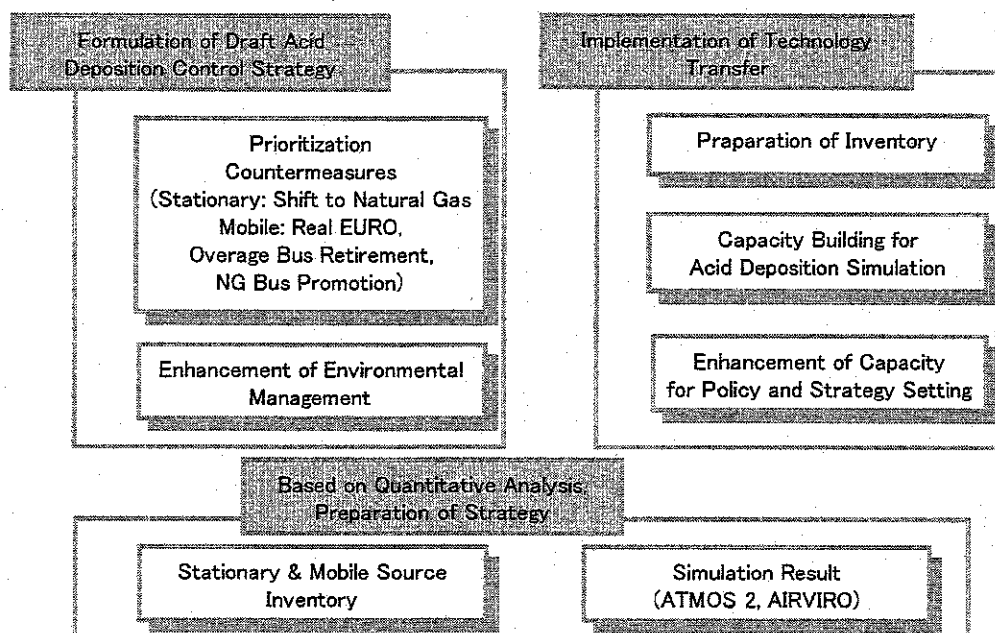 Formulation of Draft Acid
Deposition Control Strategy
Prioritization
Countermeasures
(Stationary: Shift to Natural Gas
Mobile: Real EURO,
Overage Bus Retirement,
NG Bus Promotion)
Enhancement of Environmental
Management
Implementation of Technology
Transfer
Praparation of Inventory
Capacity Building for
Acid Deposition Simulation
Enhancement of Capacity
for Policy and Strategy Setting
Based on Quantitative Analysis,
Preparation of Strategy
Stationary & Mobile Source
Inventory
Simulation Result
(ATMOS 2, AIRVIRO)